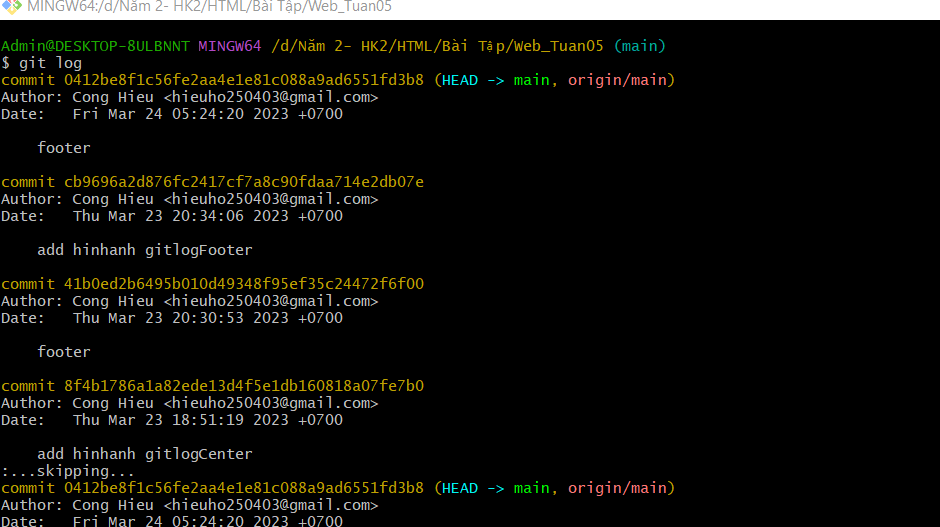 MINGW64:/d/Năm 2- HK2/HTML/Bài Tập/Web_Tuan05
Admin@DESKTOP-8ULBNNT MINGW64 /d/Năm 2- HK2/HTML/Bài Tập/Web_Tuan05 (main)
$ git log
commit 0412be8f1c56fe2aa4e1e81c088a9ad6551fd3b8 (HEAD -> main, origin/main)
Author: Cong Hieu <hieuho250403@gmail.com>
Date:   Fri Mar 24 05:24:20 2023 +0700
footer
commit cb9696a2d876fc2417cf7a8c90fdaa714e2db07e
Author: Cong Hieu <hieuho250403@gmail.com>
Date:   Thu Mar 23 20:34:06 2023 +0700
add hinhanh gitlogFooter
commit 41b0ed2b6495b010d49348f95ef35c24472f6f00
Author: Cong Hieu <hieuho250403@gmail.com>
Date:   Thu Mar 23 20:30:53 2023 +0700
footer
commit 8f4b1786a1a82ede13d4f5e1db160818a07fe7b0
Author: Cong Hieu <hieuho250403@gmail.com>
Date:   Thu Mar 23 18:51:19 2023 +0700
add hinhanh gitlogCenter
:...skipping...
commit 0412be8f1c56fe2aa4e1e81c088a9ad6551fd3b8 (HEAD -> main, origin/main)
Author: Cong Hieu <hieuho250403@gmail.com>
Date:   Fri Mar 24 05:24:20 2023 +0700